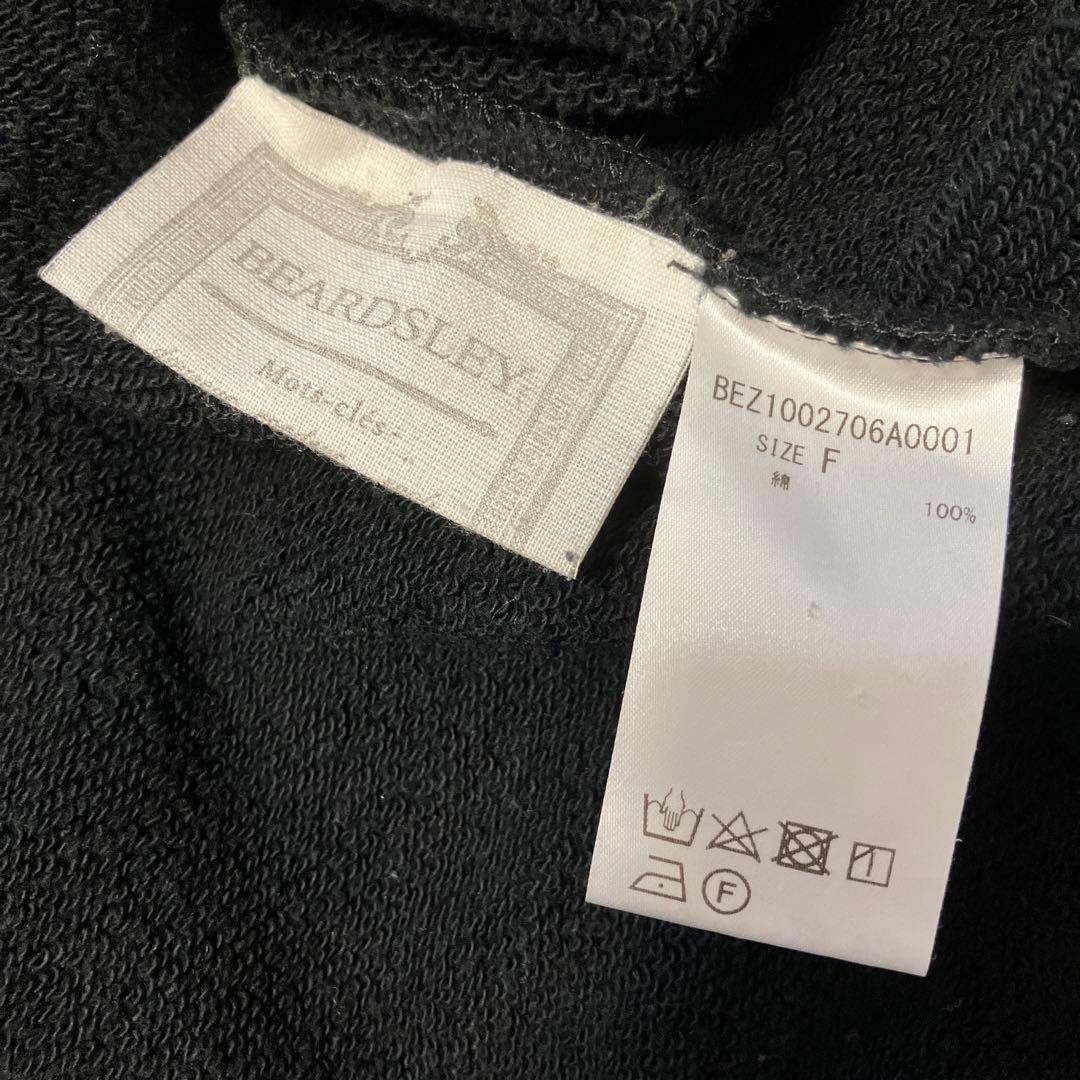 BEARDSLEY
Mots-clés-
BEZ1002706A0001
SIZE F
綿 100%
F